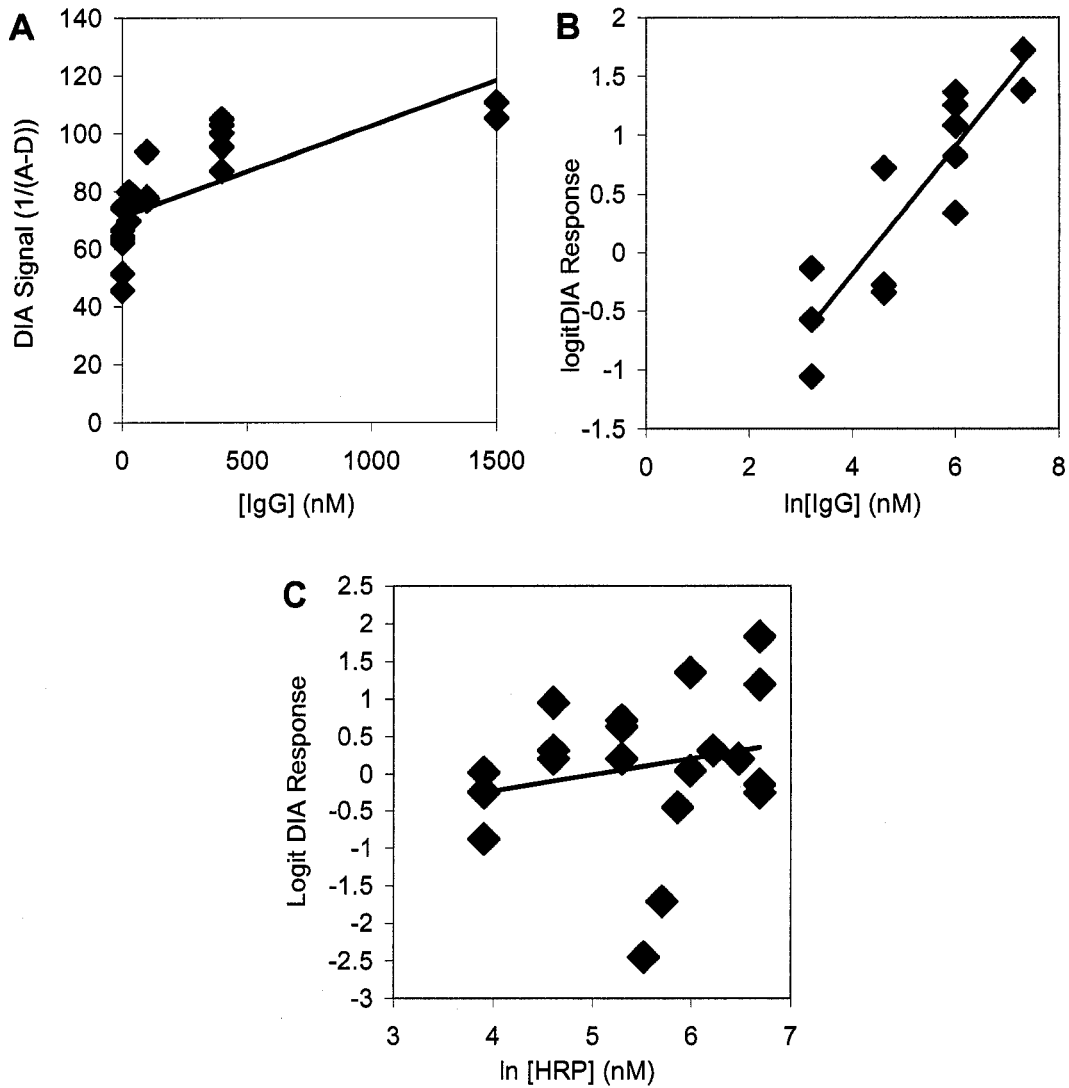 A
DIA Signal (1/(A-D))
140
120
100
80
60
40
20
0
0 500 1000 1500
[IgG] (nM)
B
logitDIA Response
2
1.5
1
0.5
0
-0.5
-1
-1.5
0 2 4 6 8
ln[IgG] (nM)
C
Logit DIA Response
2.5
2
1.5
1
0.5
0
-0.5
-1
-1.5
-2
-2.5
-3
3 4 5 6 7
ln [HRP] (nM)